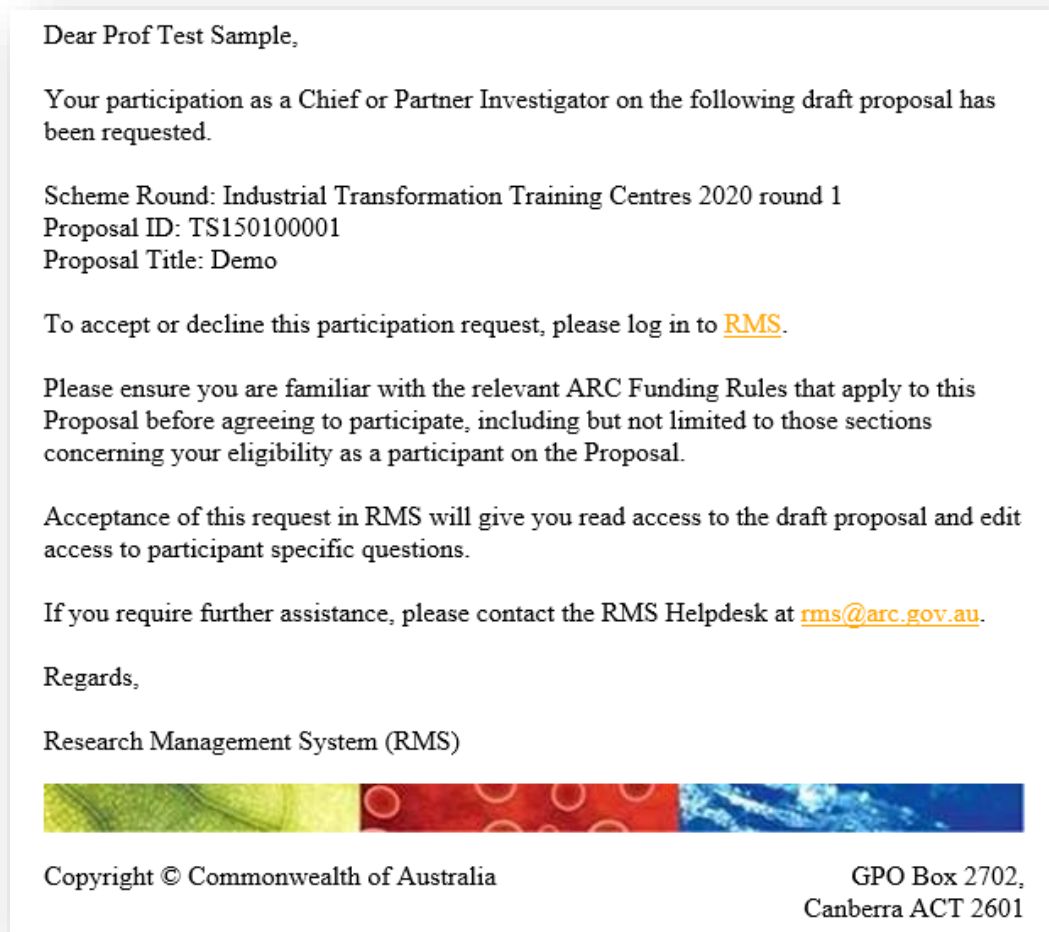 Dear Prof Test Sample,
Your participation as a Chief or Partner Investigator on the following draft proposal has
been requested.
Scheme Round: Industrial Transformation Training Centres 2020 round 1
Proposal ID: TS150100001
Proposal Title: Demo
To accept or decline this participation request, please log in to RMS.
Please ensure you are familiar with the relevant ARC Funding Rules that apply to this
Proposal before agreeing to participate, including but not limited to those sections
concerning your eligibility as a participant on the Proposal.
Acceptance of this request in RMS will give you read access to the draft proposal and edit
access to participant specific questions.
If you require further assistance, please contact the RMS Helpdesk at rms@arc.gov.au.
Regards,
Research Management System (RMS)
Copyright © Commonwealth of Australia
GPO Box 2702,
Canberra ACT 2601